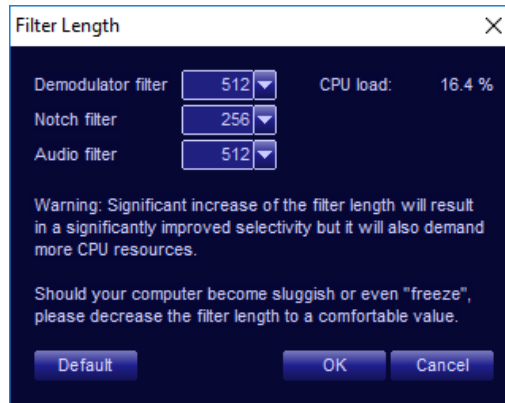 Filter Length
Demodulator filter 512 CPU load: 16.4 %
Notch filter 256
Audio filter 512
Warning: Significant increase of the filter length will result
in a significantly improved selectivity but it will also demand
more CPU resources.
Should your computer become sluggish or even "freeze",
please decrease the filter length to a comfortable value.
Default OK Cancel